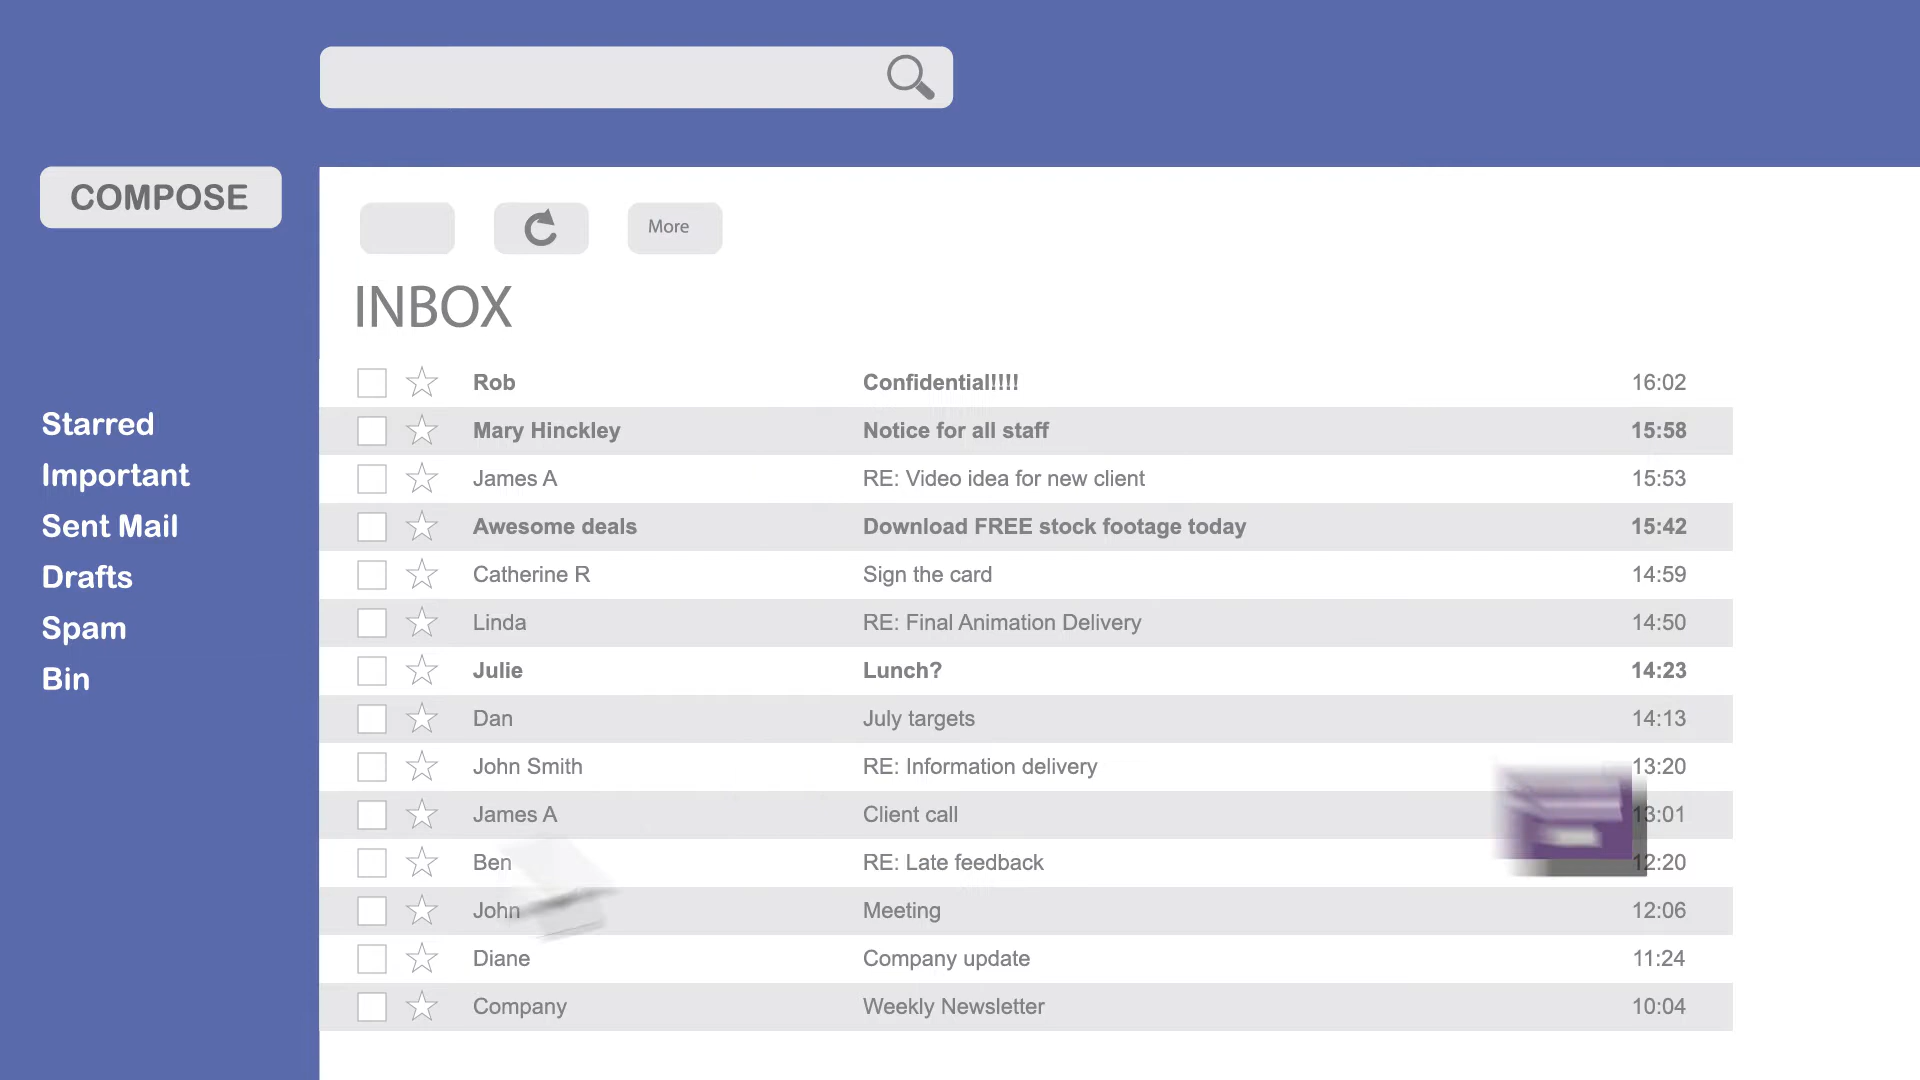 COMPOSE
More
INBOX
Rob Confidential!!!! 16:02
Mary Hinckley Notice for all staff 15:58
James A RE: Video idea for new client 15:53
Awesome deals Download FREE stock footage today 15:42
Catherine R Sign the card 14:59
Linda RE: Final Animation Delivery 14:50
Julie Lunch? 14:23
Dan July targets 14:13
John Smith RE: Information delivery 13:20
James A Client call 13:01
Ben RE: Late feedback 12:20
John Meeting 12:06
Diane Company update 11:24
Company Weekly Newsletter 10:04
Starred
Important
Sent Mail
Drafts
Spam
Bin